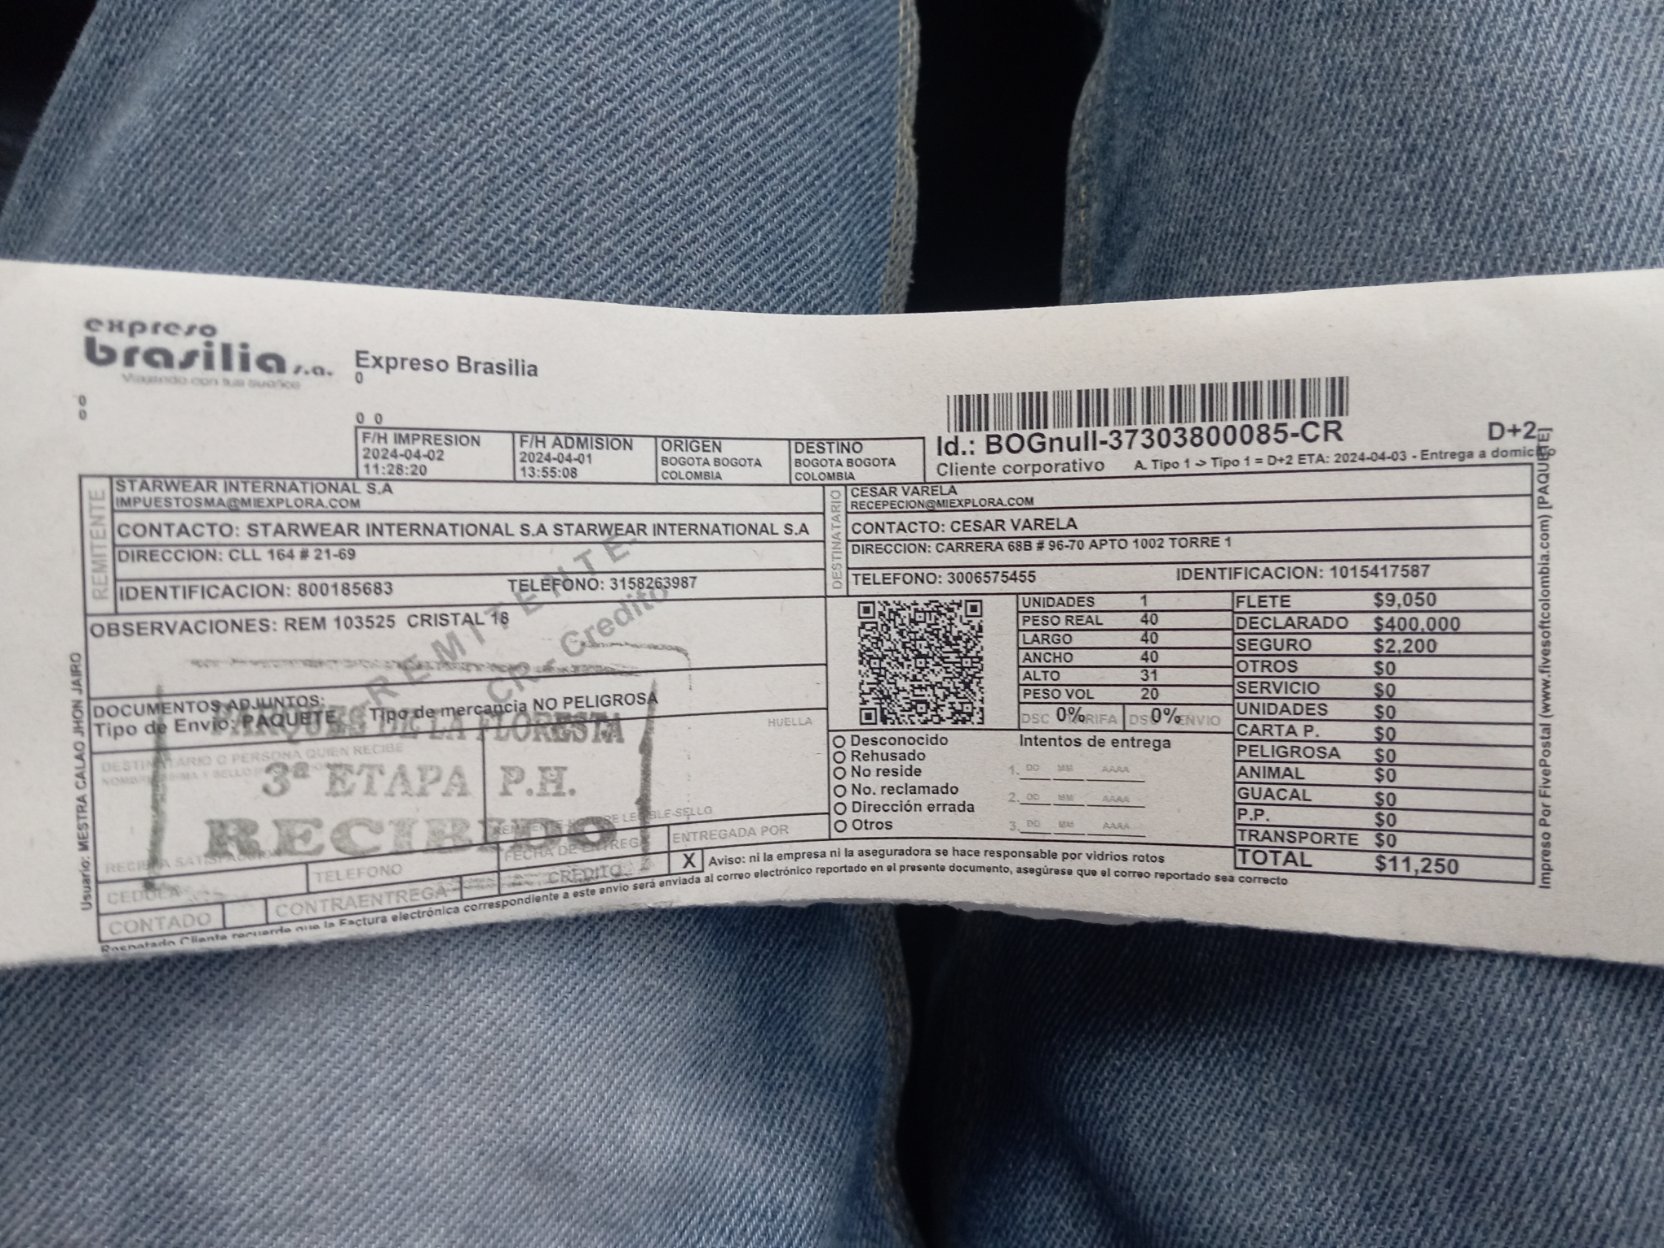 expreso
brasilia s.a.
Viajando con tus sueños
Expreso Brasilia
0
0
0
0 0
F/H IMPRESION
2024-04-02
11:28:20
F/H ADMISION
2024-04-01
13:55:08
ORIGEN
BOGOTA BOGOTA
COLOMBIA
DESTINO
BOGOTA BOGOTA
COLOMBIA
Id.: BOGnull-37303800085-CR
D+2
Cliente corporativo
A. Tipo 1 -> Tipo 1 = D+2 ETA: 2024-04-03 - Entrega a domicilio
REMITENTE
STARWEAR INTERNATIONAL S.A
IMPUESTOSMA@MIEXPLORA.COM
CONTACTO: STARWEAR INTERNATIONAL S.A STARWEAR INTERNATIONAL S.A
DIRECCION: CLL 164 # 21-69
IDENTIFICACION: 800185683
TELEFONO: 3158263987
DESTINATARIO
CESAR VARELA
RECEPECION@MIEXPLORA.COM
CONTACTO: CESAR VARELA
DIRECCION: CARRERA 68B # 96-70 APTO 1002 TORRE 1
TELEFONO: 3006575455
IDENTIFICACION: 1015417587
OBSERVACIONES: REM 103525 CRISTAL 18
REMITENTE-
CR - Credito
DOCUMENTOS ADJUNTOS:
Tipo de Envio: PAQUETE
Tipo de mercancia NO PELIGROSA
PARQUES DE LA FLORESTA
3ª ETAPA P.H.
RECIBIDO
HUELLA
DESTINATARIO O PERSONA QUIEN RECIBE
CEDULA
TELEFONO
FECHA DE ENTREGA
ENTREGADA POR
CONTADO
CONTRAENTREGA
CREDITO
X
Aviso: ni la empresa ni la aseguradora se hace responsable por vidrios rotos
Respetado Cliente recuerde que la Factura electrónica correspondiente a este envio será enviada al correo electrónico reportado en el presente documento, asegúrese que el correo reportado sea correcto
UNIDADES 1
PESO REAL 40
LARGO 40
ANCHO 40
ALTO 31
PESO VOL 20
DSC TARIFA 0%
DSC ENVIO 0%
Desconocido
Rehusado
No reside
No. reclamado
Dirección errada
Otros
Intentos de entrega
1. DD MM AAAA
2. DD MM AAAA
3. DD MM AAAA
FLETE $9,050
DECLARADO $400,000
SEGURO $2,200
OTROS $0
SERVICIO $0
UNIDADES $0
CARTA P. $0
PELIGROSA $0
ANIMAL $0
GUACAL $0
P.P. $0
TRANSPORTE $0
TOTAL $11,250
Usuario: MESTRA CALAO JHON JAIRO
Impreso Por FivePostal (www.fivesoftcolombia.com) [PAQUETE]